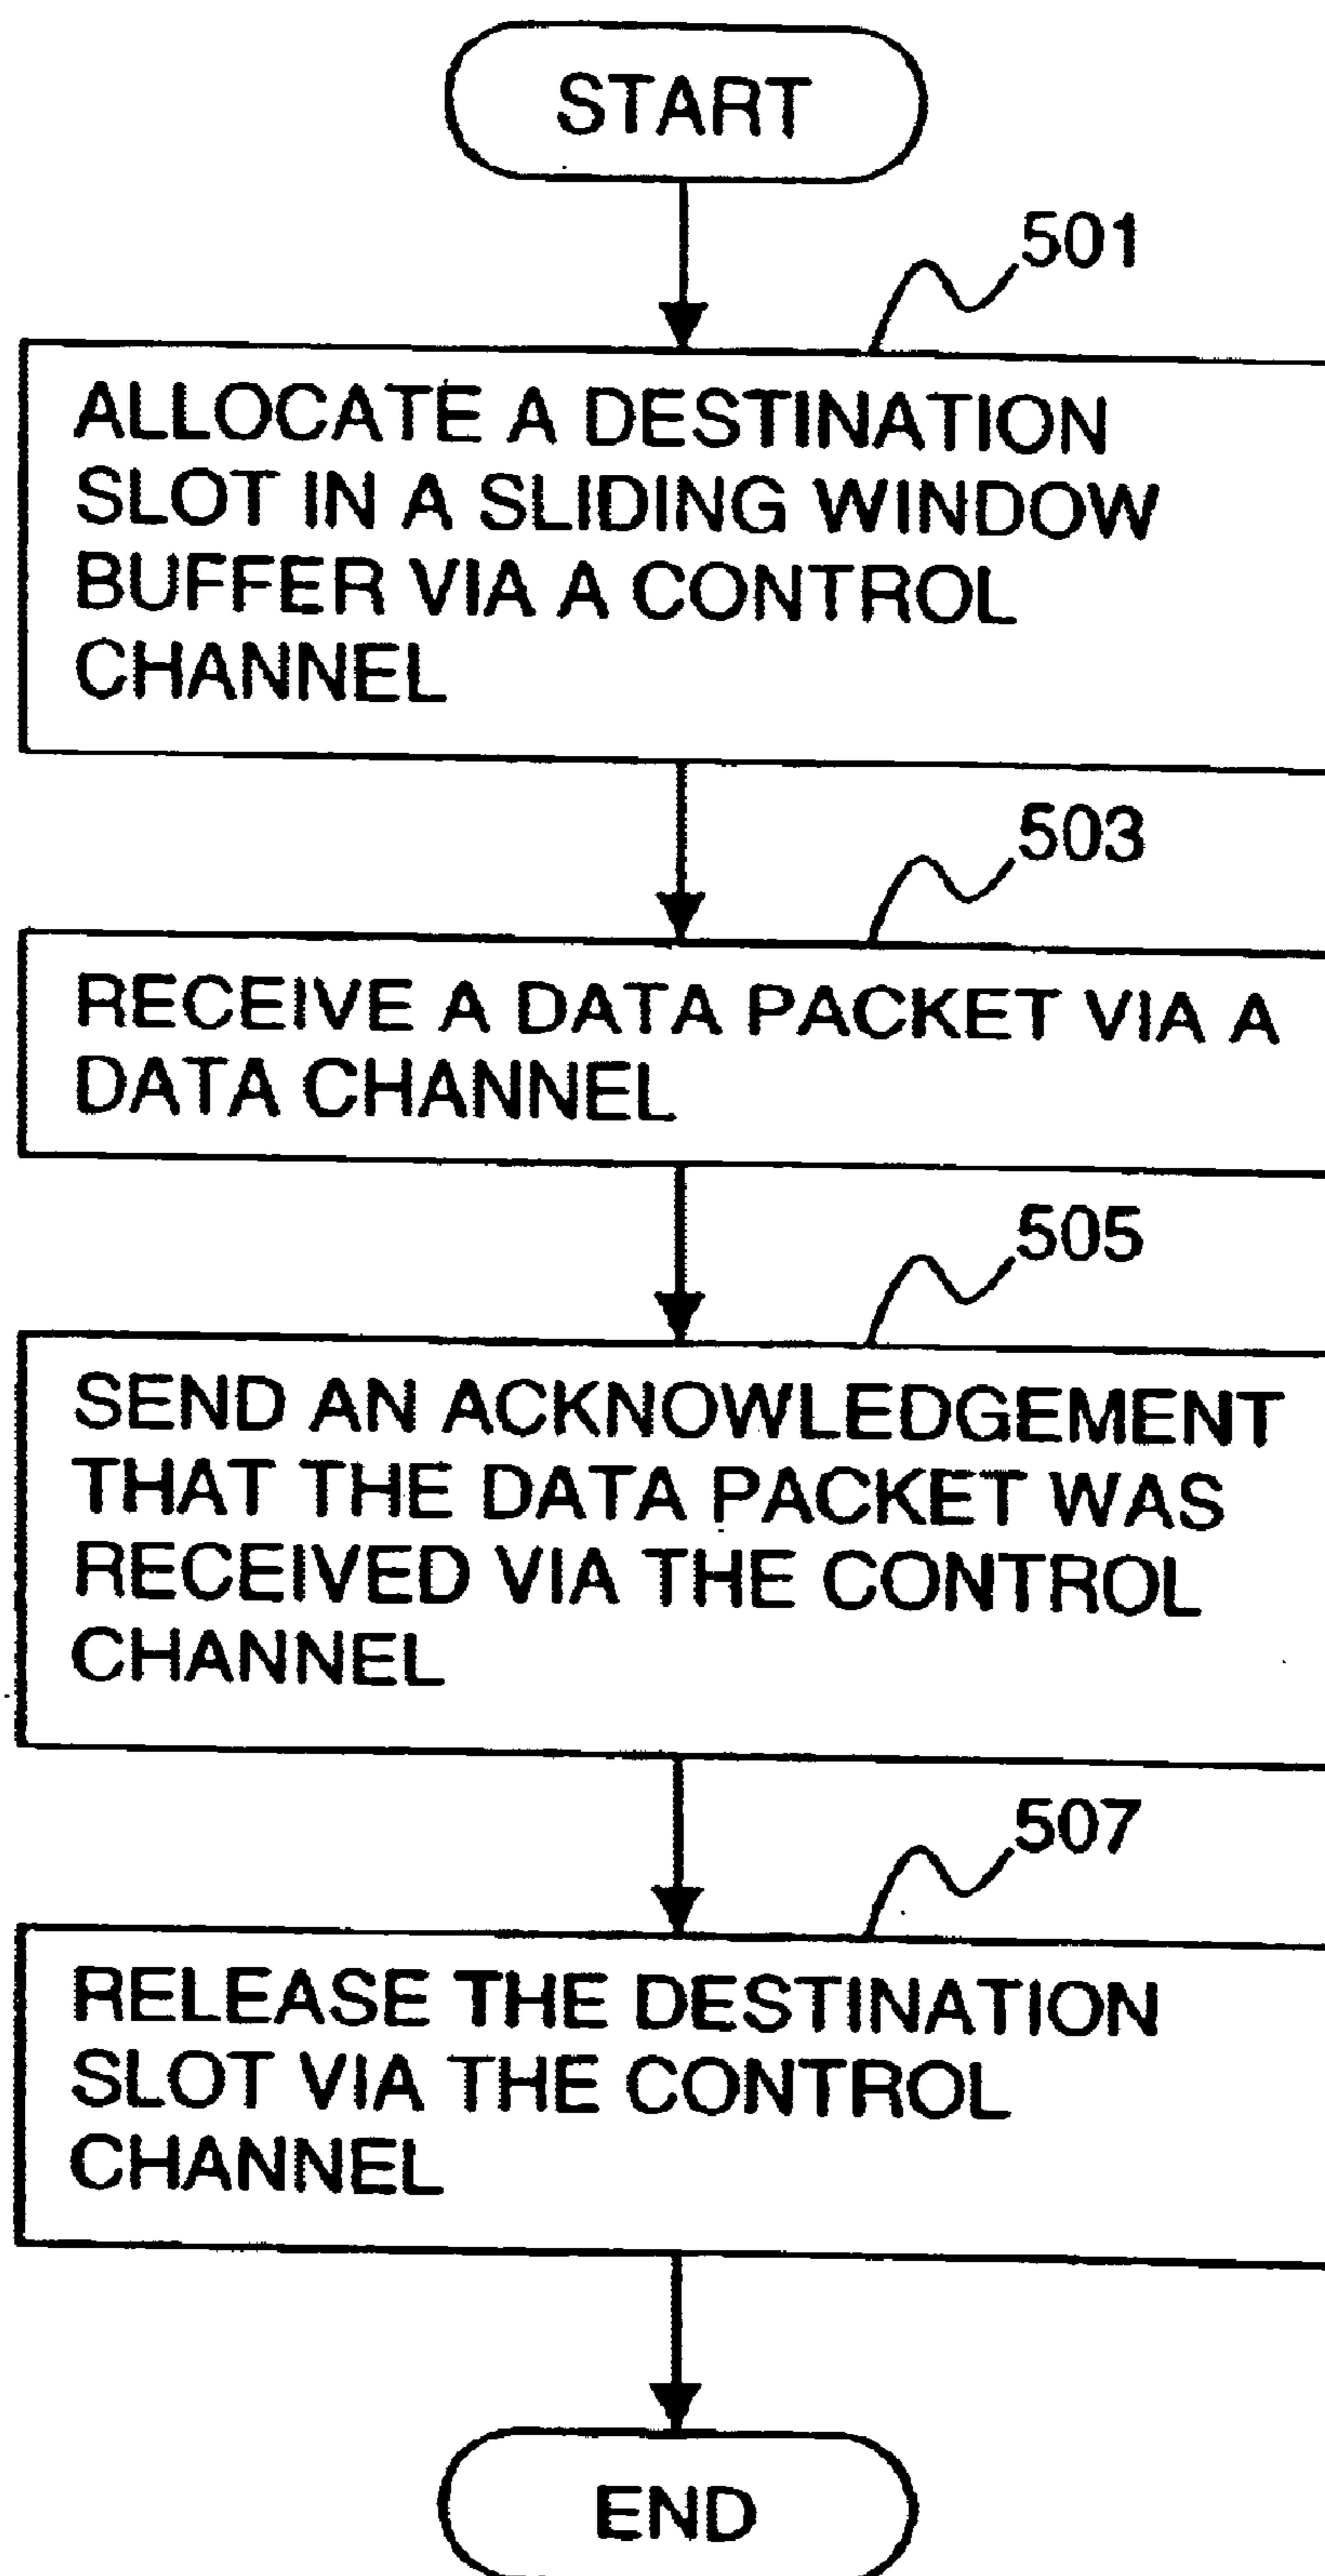 START
501
ALLOCATE A DESTINATION
SLOT IN A SLIDING WINDOW
BUFFER VIA A CONTROL
CHANNEL
503
RECEIVE A DATA PACKET VIA A
DATA CHANNEL
505
SEND AN ACKNOWLEDGEMENT
THAT THE DATA PACKET WAS
RECEIVED VIA THE CONTROL
CHANNEL
507
RELEASE THE DESTINATION
SLOT VIA THE CONTROL
CHANNEL
END